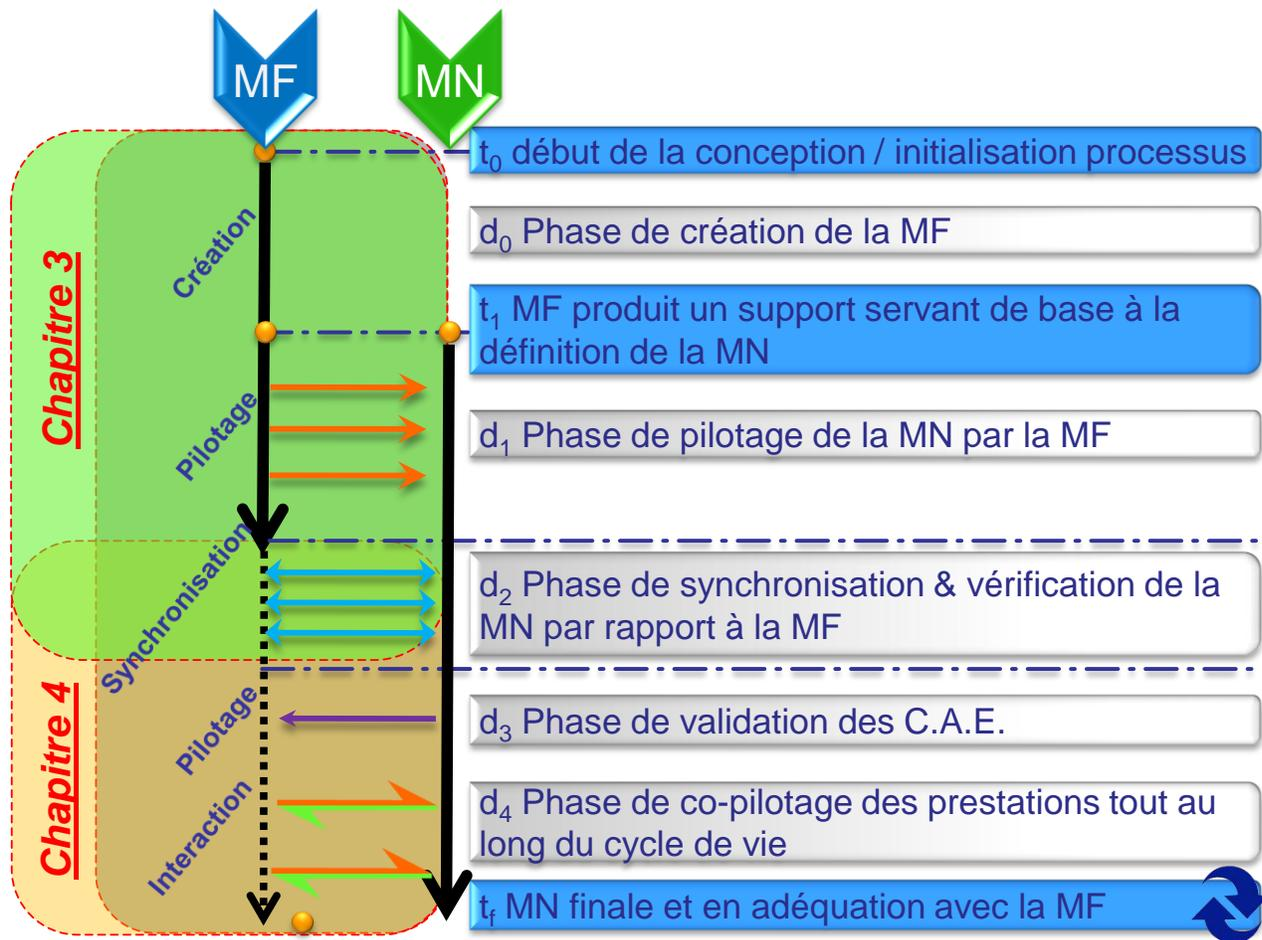 MF
MN
t₀ début de la conception / initialisation processus
Création
d₀ Phase de création de la MF
Chapitre 3
t₁ MF produit un support servant de base à la
définition de la MN
Pilotage
d₁ Phase de pilotage de la MN par la MF
Synchronisation
d₂ Phase de synchronisation & vérification de la
MN par rapport à la MF
Chapitre 4
Pilotage
d₃ Phase de validation des C.A.E.
Interaction
d₄ Phase de co-pilotage des prestations tout au
long du cycle de vie
t_f MN finale et en adéquation avec la MF